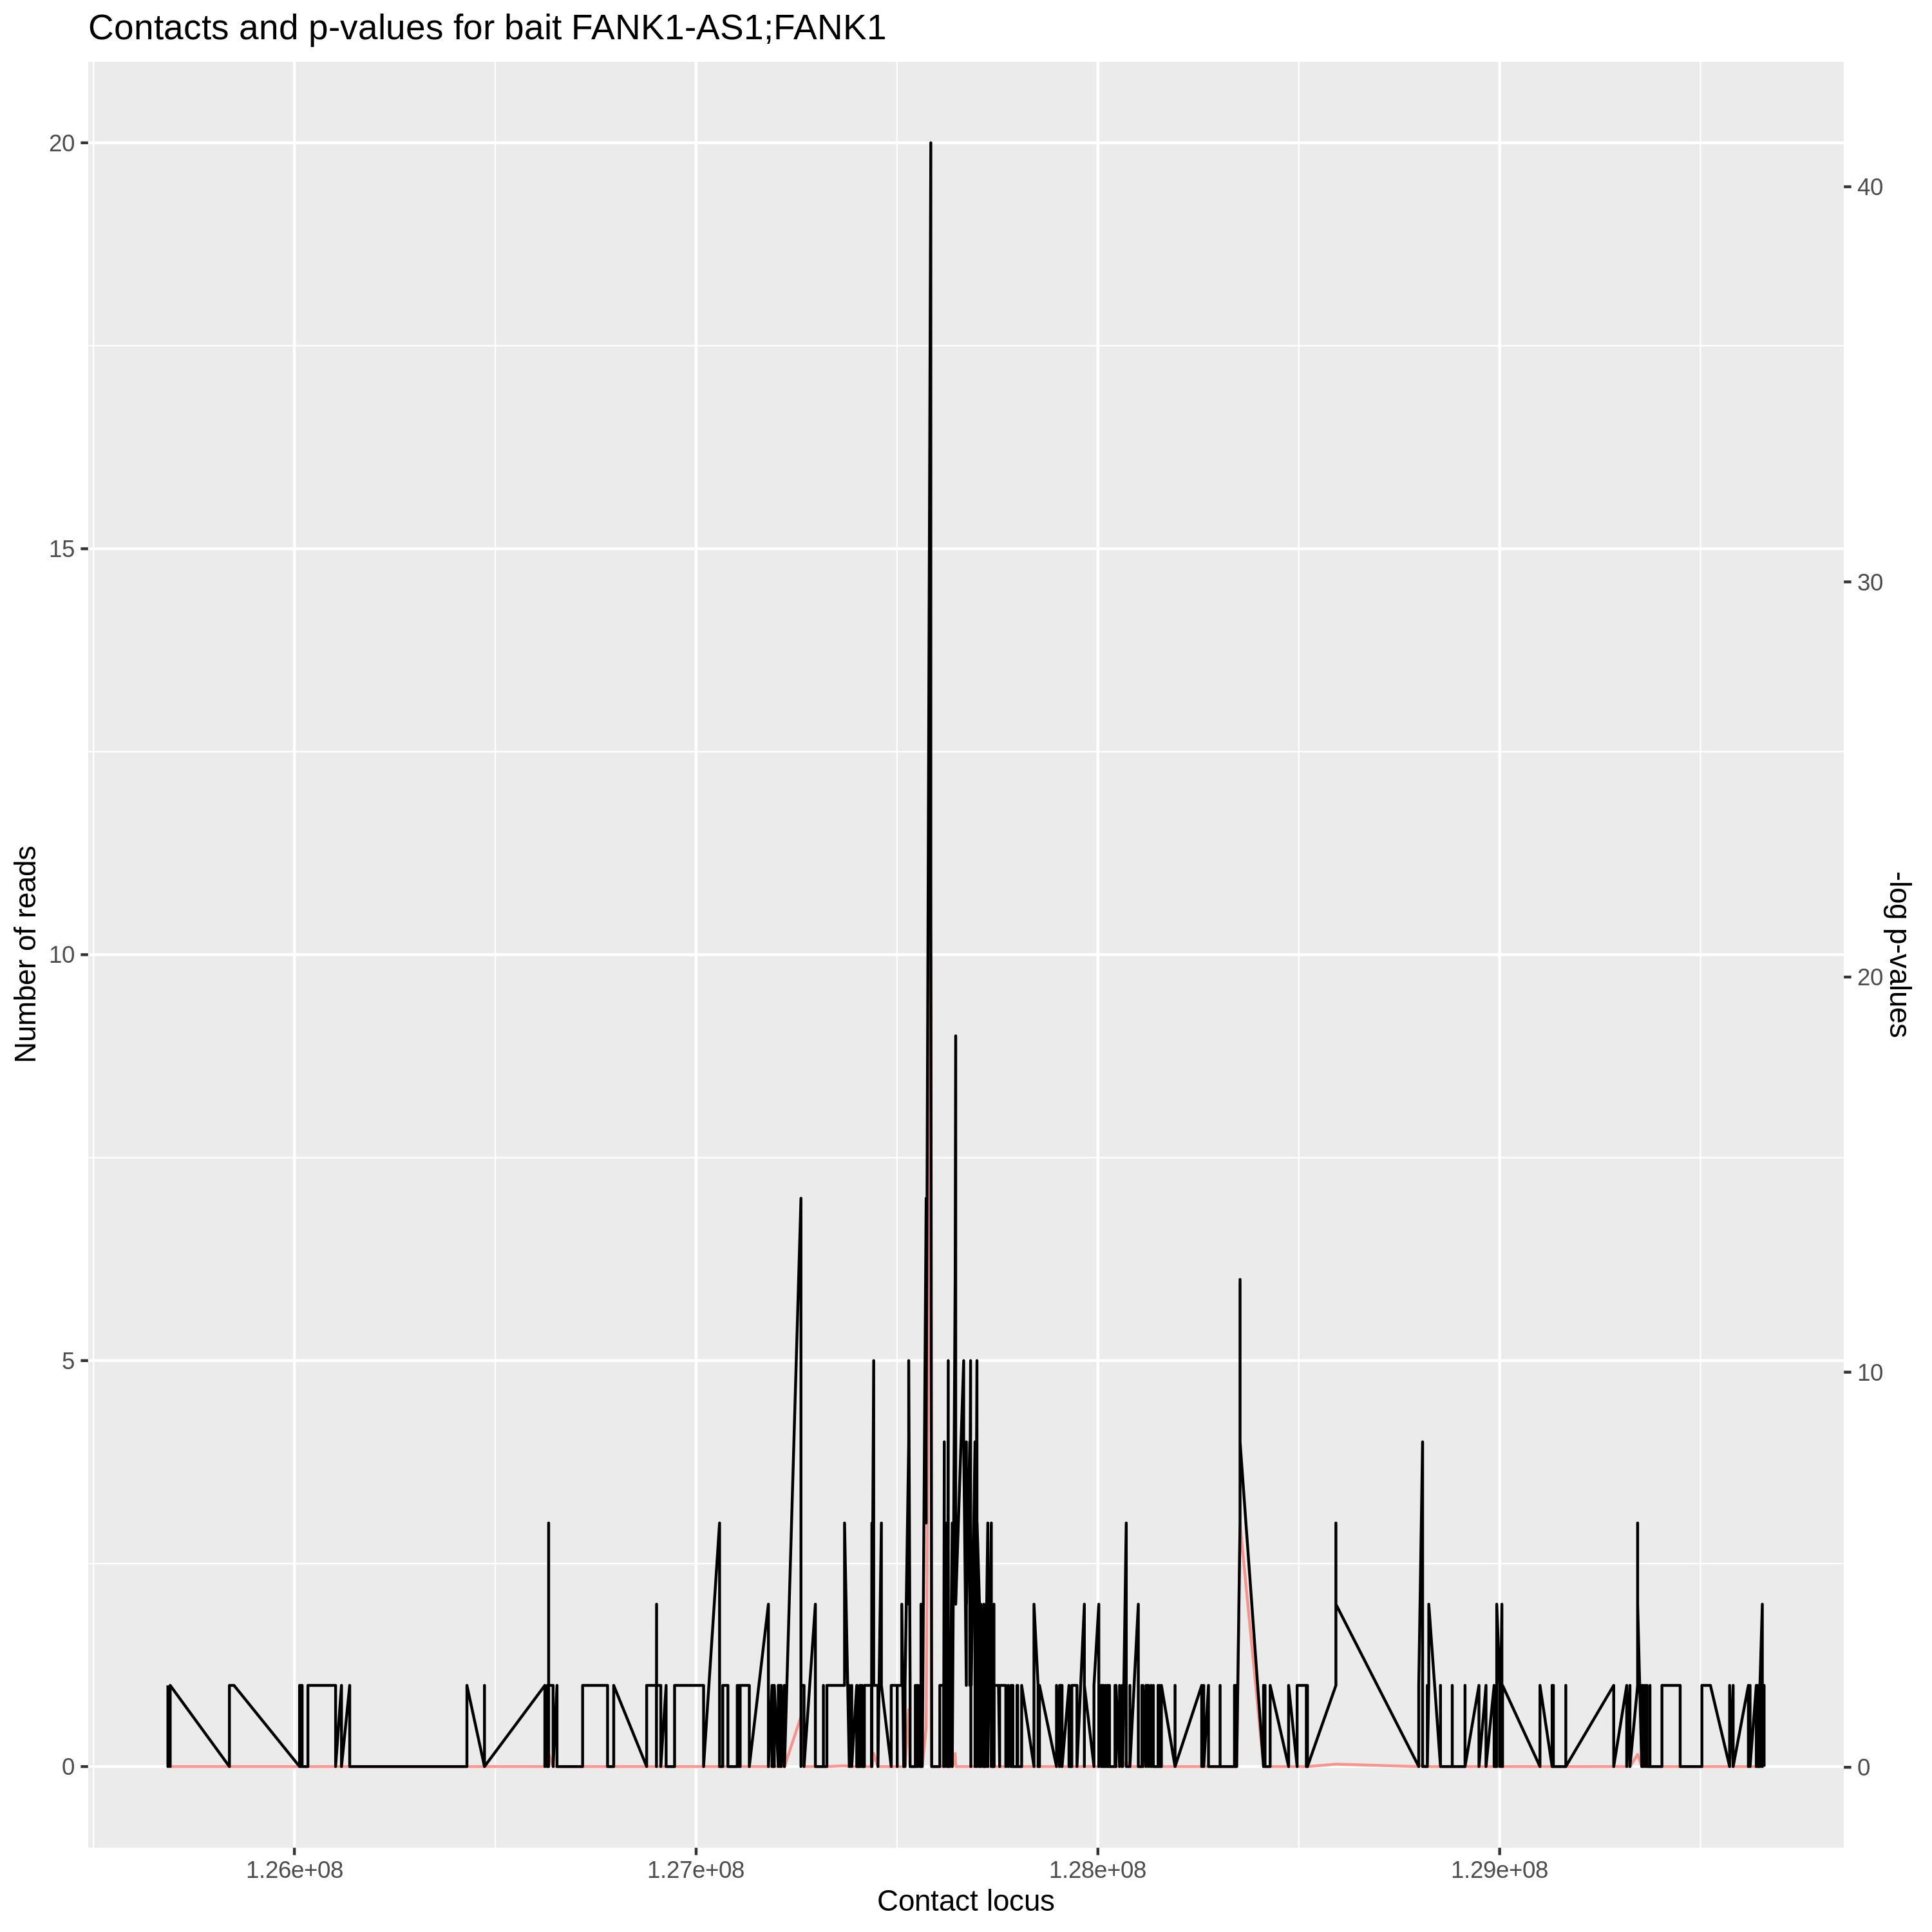 Contacts and p-values for bait FANK1-AS1;FANK1
20
15
10
5
0
Number of reads
40
30
20
10
0
-log p-values
1.26e+08
1.27e+08
1.28e+08
1.29e+08
Contact locus